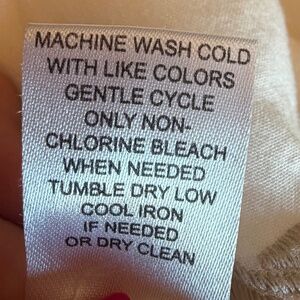 MACHINE WASH COLD
WITH LIKE COLORS
GENTLE CYCLE
ONLY NON-
CHLORINE BLEACH
WHEN NEEDED
TUMBLE DRY LOW
COOL IRON
IF NEEDED
OR DRY CLEAN